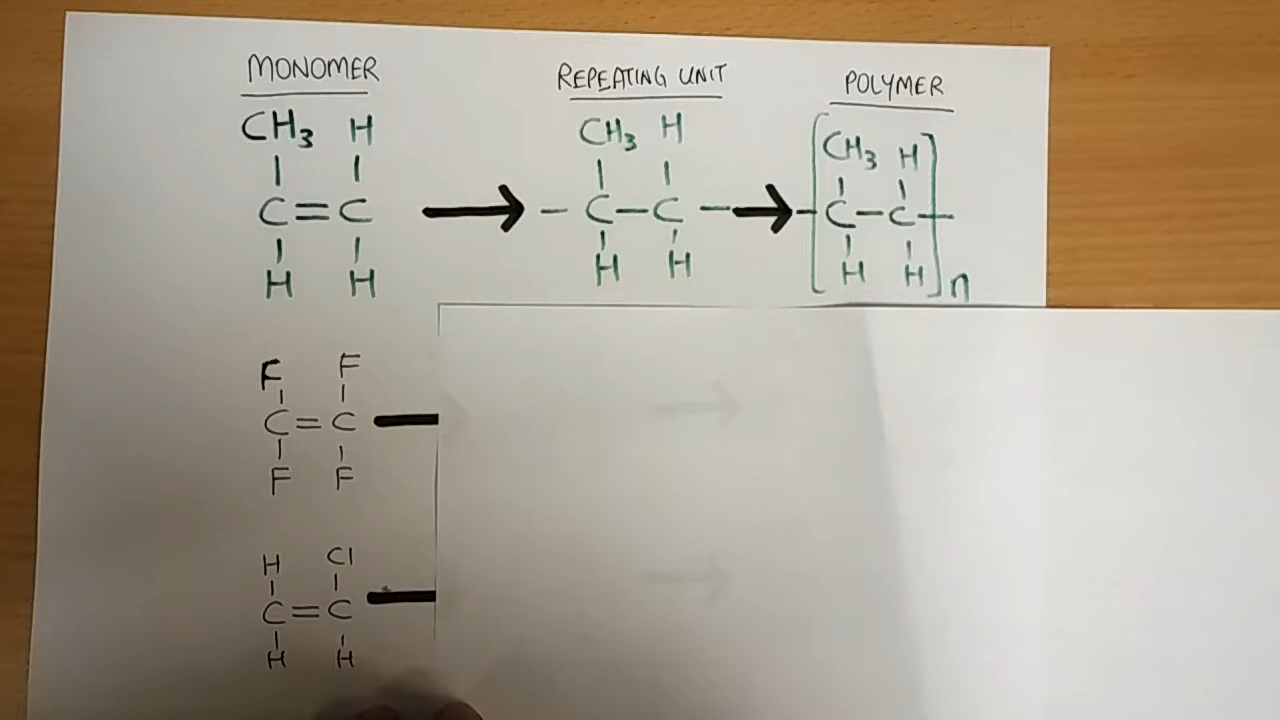 MONOMER REPEATING UNIT POLYMER
CH3 H CH3 H CH3 H
C=C -C-C- -C-C-
H H H H H H n
F F
C=C
F F
H Cl
C=C
H H